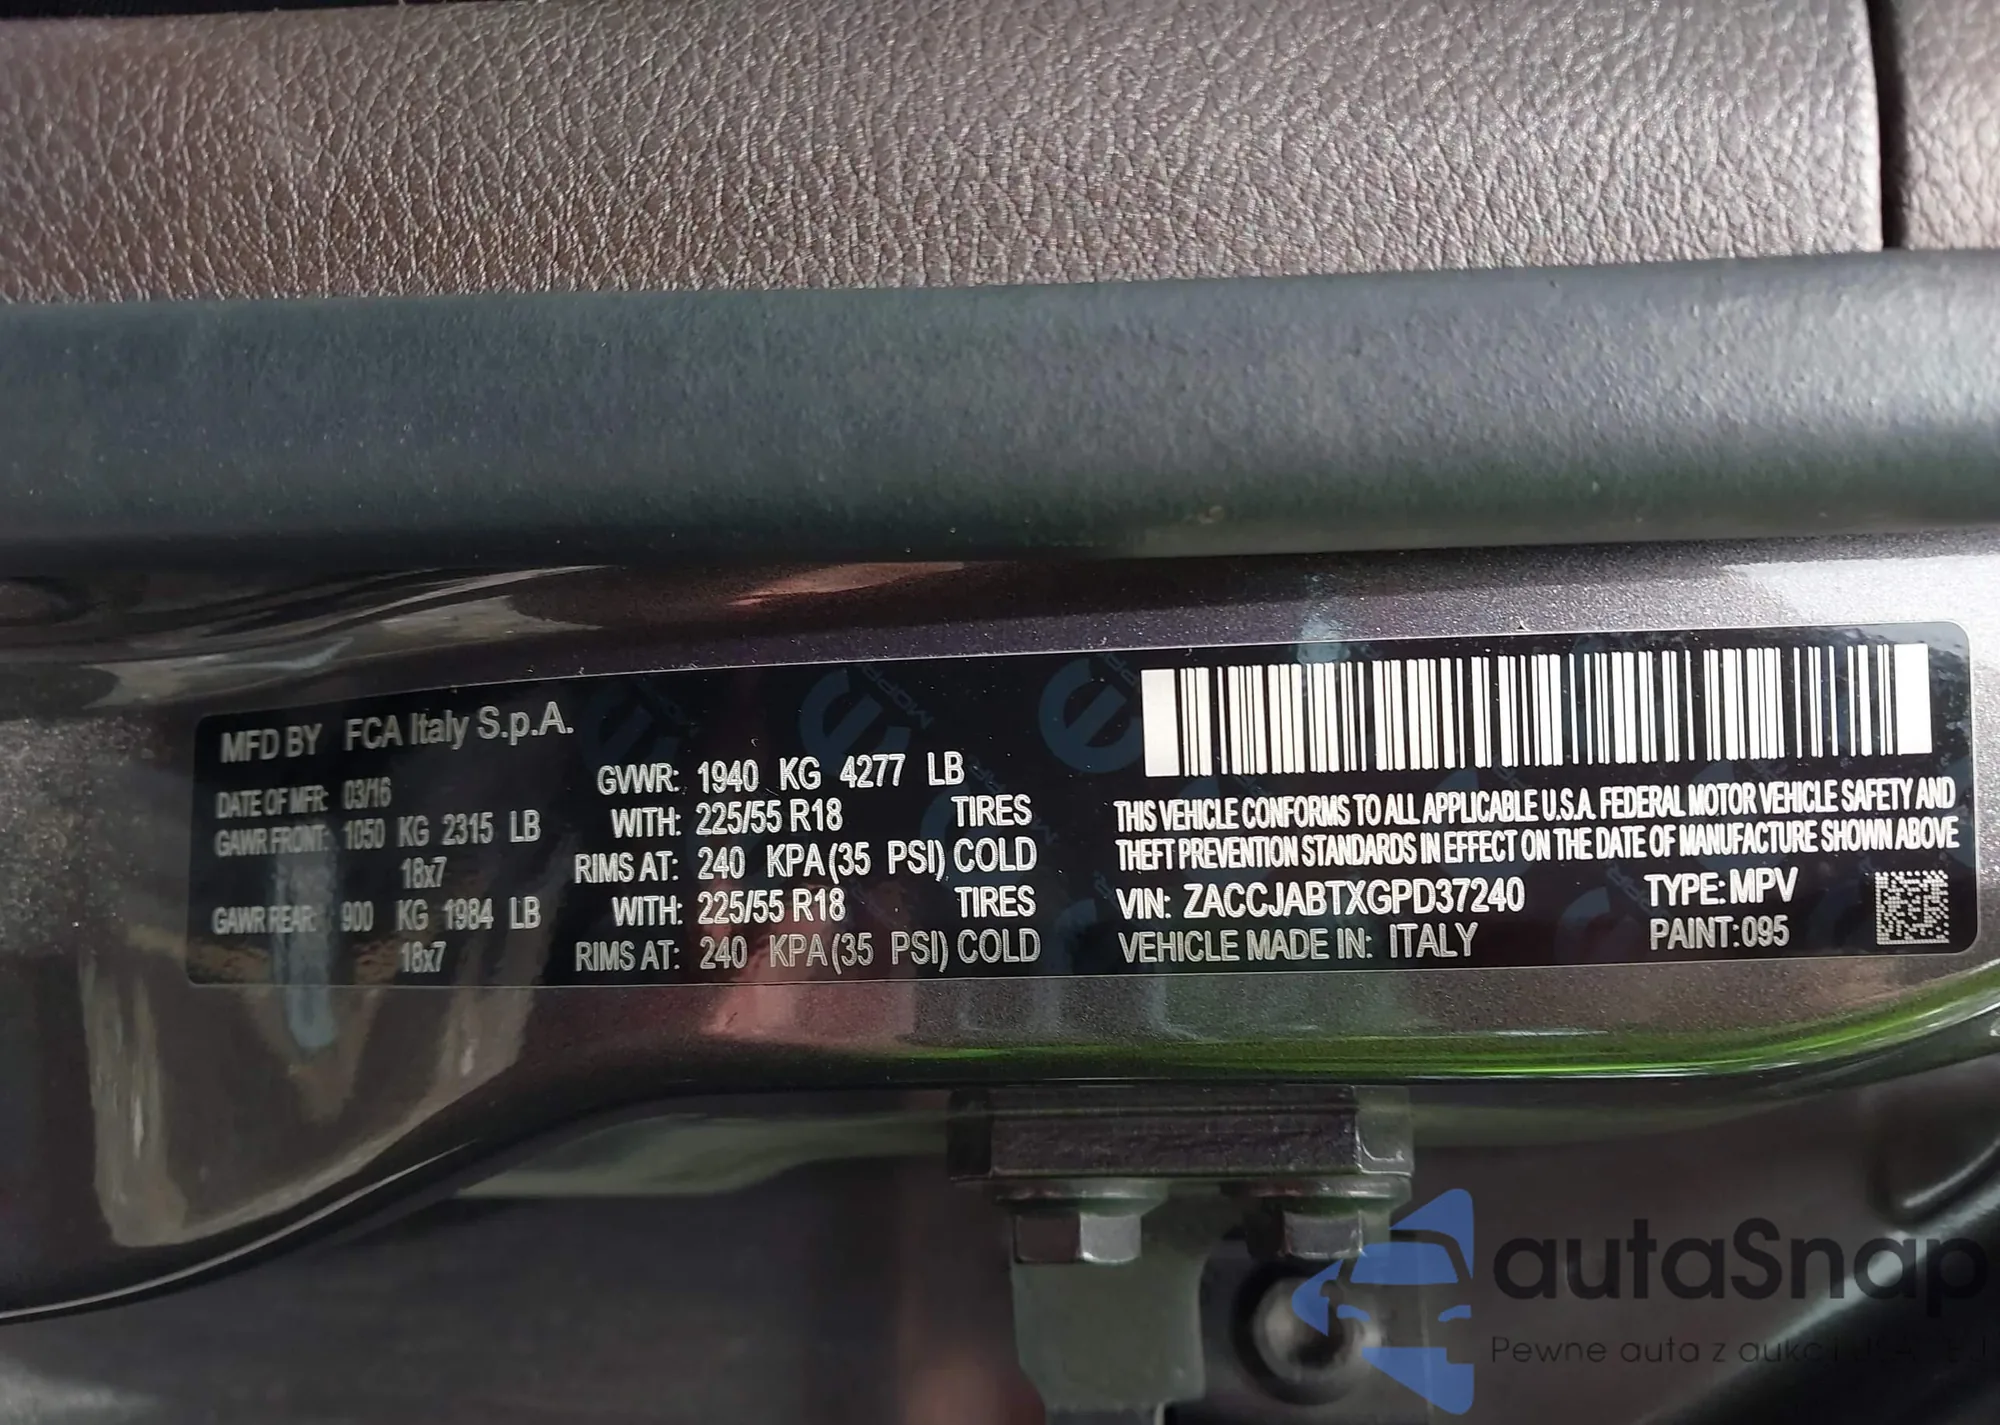 MFD BY FCA Italy S.p.A.
DATE OF MFR: 03/16
GVWR: 1940 KG 4277 LB
GAWR FRONT: 1050 KG 2315 LB WITH: 225/55 R18 TIRES
18x7 RIMS AT: 240 KPA (35 PSI) COLD
GAWR REAR: 900 KG 1984 LB WITH: 225/55 R18 TIRES
18x7 RIMS AT: 240 KPA (35 PSI) COLD
THIS VEHICLE CONFORMS TO ALL APPLICABLE U.S.A. FEDERAL MOTOR VEHICLE SAFETY AND
THEFT PREVENTION STANDARDS IN EFFECT ON THE DATE OF MANUFACTURE SHOWN ABOVE
VIN: ZACCJABTXGPD37240 TYPE: MPV
VEHICLE MADE IN: ITALY PAINT: 095
autaSnap
Pewne auta z